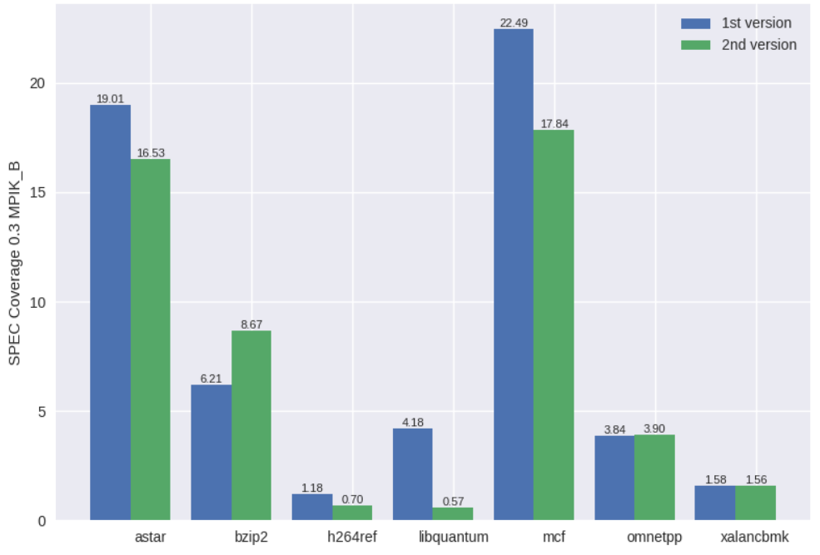 1st version
2nd version
SPEC Coverage 0.3 MPIK_B
20
15
10
5
0
19.01
16.53
6.21
8.67
1.18
0.70
4.18
0.57
22.49
17.84
3.84
3.90
1.58
1.56
astar
bzip2
h264ref
libquantum
mcf
omnetpp
xalancbmk